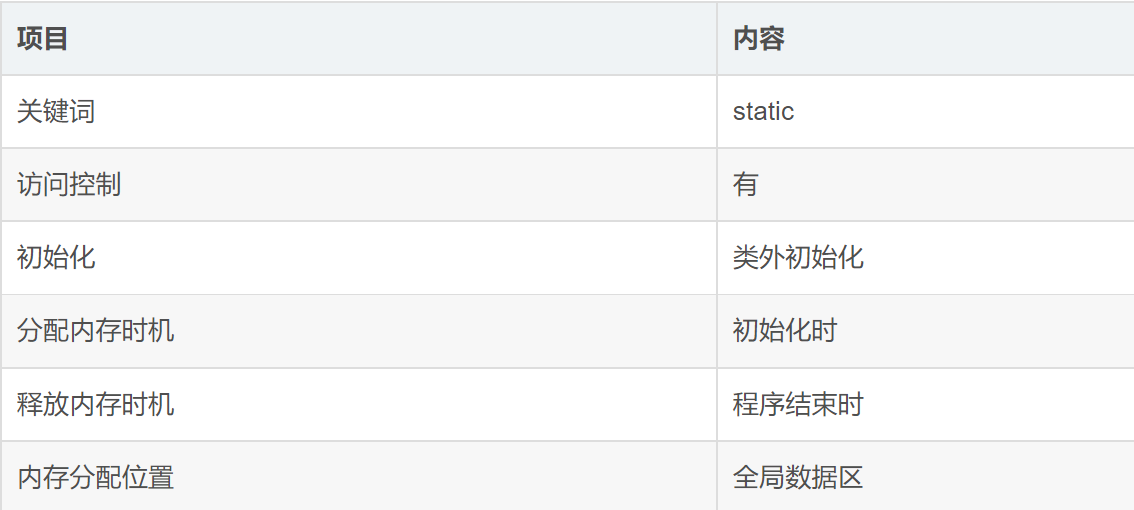 项目 内容
关键词 static
访问控制 有
初始化 类外初始化
分配内存时机 初始化时
释放内存时机 程序结束时
内存分配位置 全局数据区